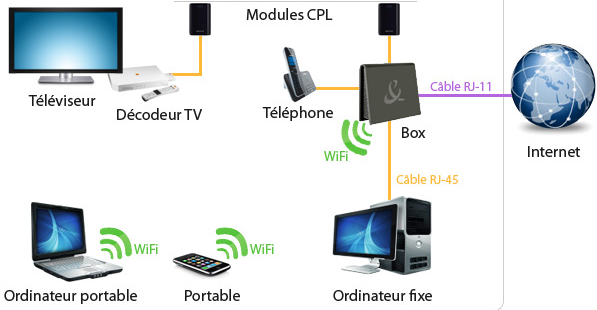 Modules CPL
Téléviseur
Décodeur TV
Téléphone
Câble RJ-11
Box
WiFi
Internet
Câble RJ-45
WiFi
WiFi
Ordinateur portable
Portable
Ordinateur fixe